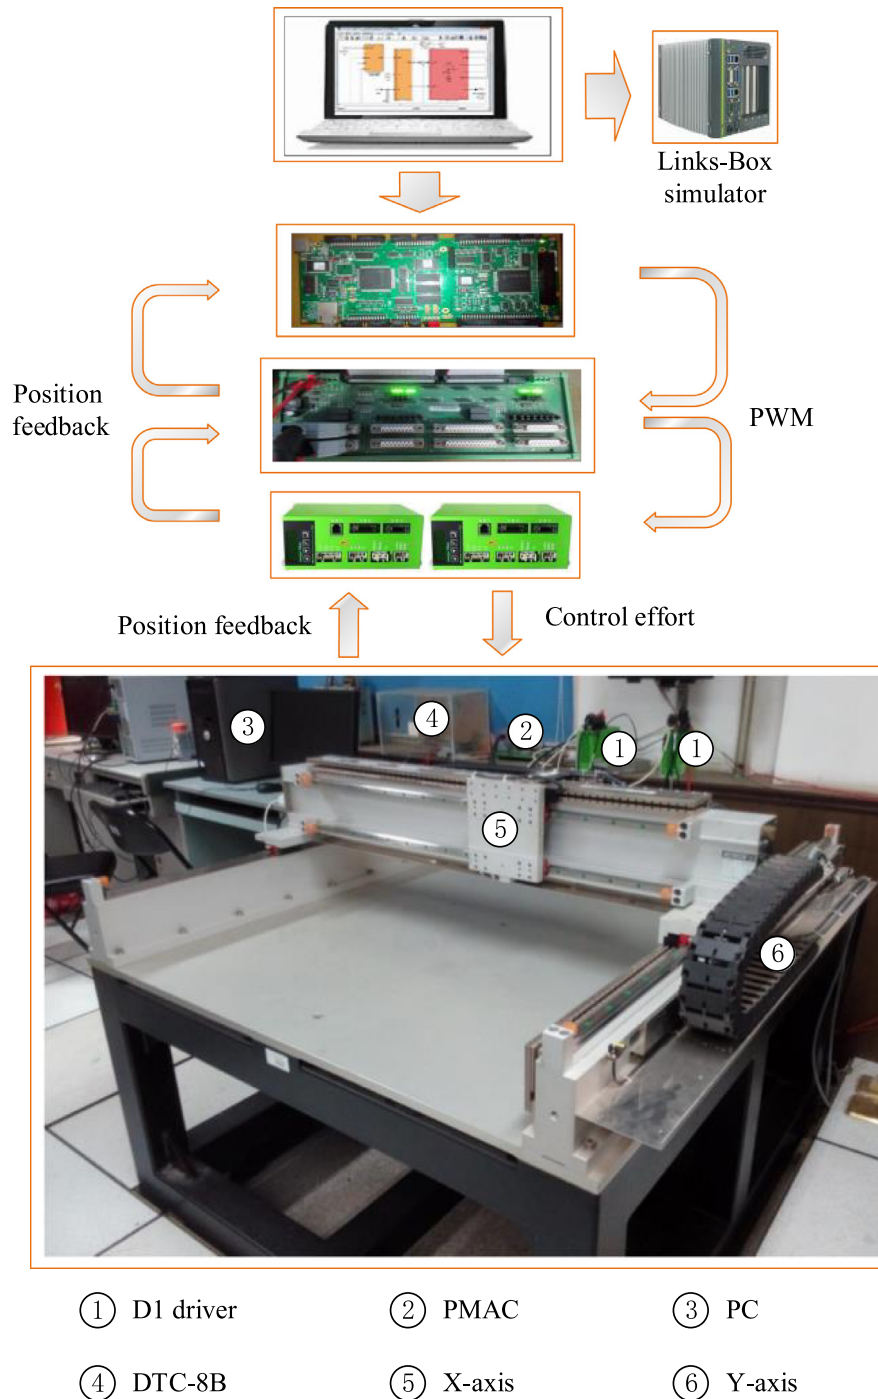 Links-Box
simulator
Position
feedback
PWM
Position feedback
Control effort
3
4
2
1
1
5
6
1 D1 driver
2 PMAC
3 PC
4 DTC-8B
5 X-axis
6 Y-axis